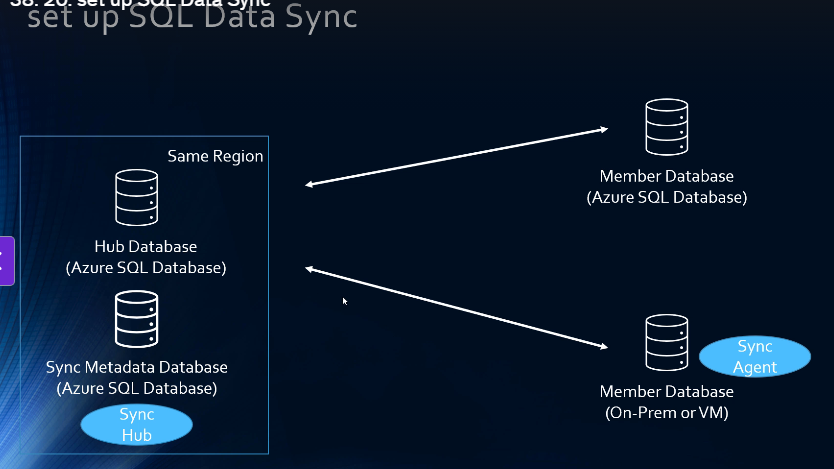 38. 20. set up SQL Data Sync
set up SQL Data Sync
Same Region
Hub Database
(Azure SQL Database)
Sync Metadata Database
(Azure SQL Database)
Sync
Hub
Member Database
(Azure SQL Database)
Sync
Agent
Member Database
(On-Prem or VM)